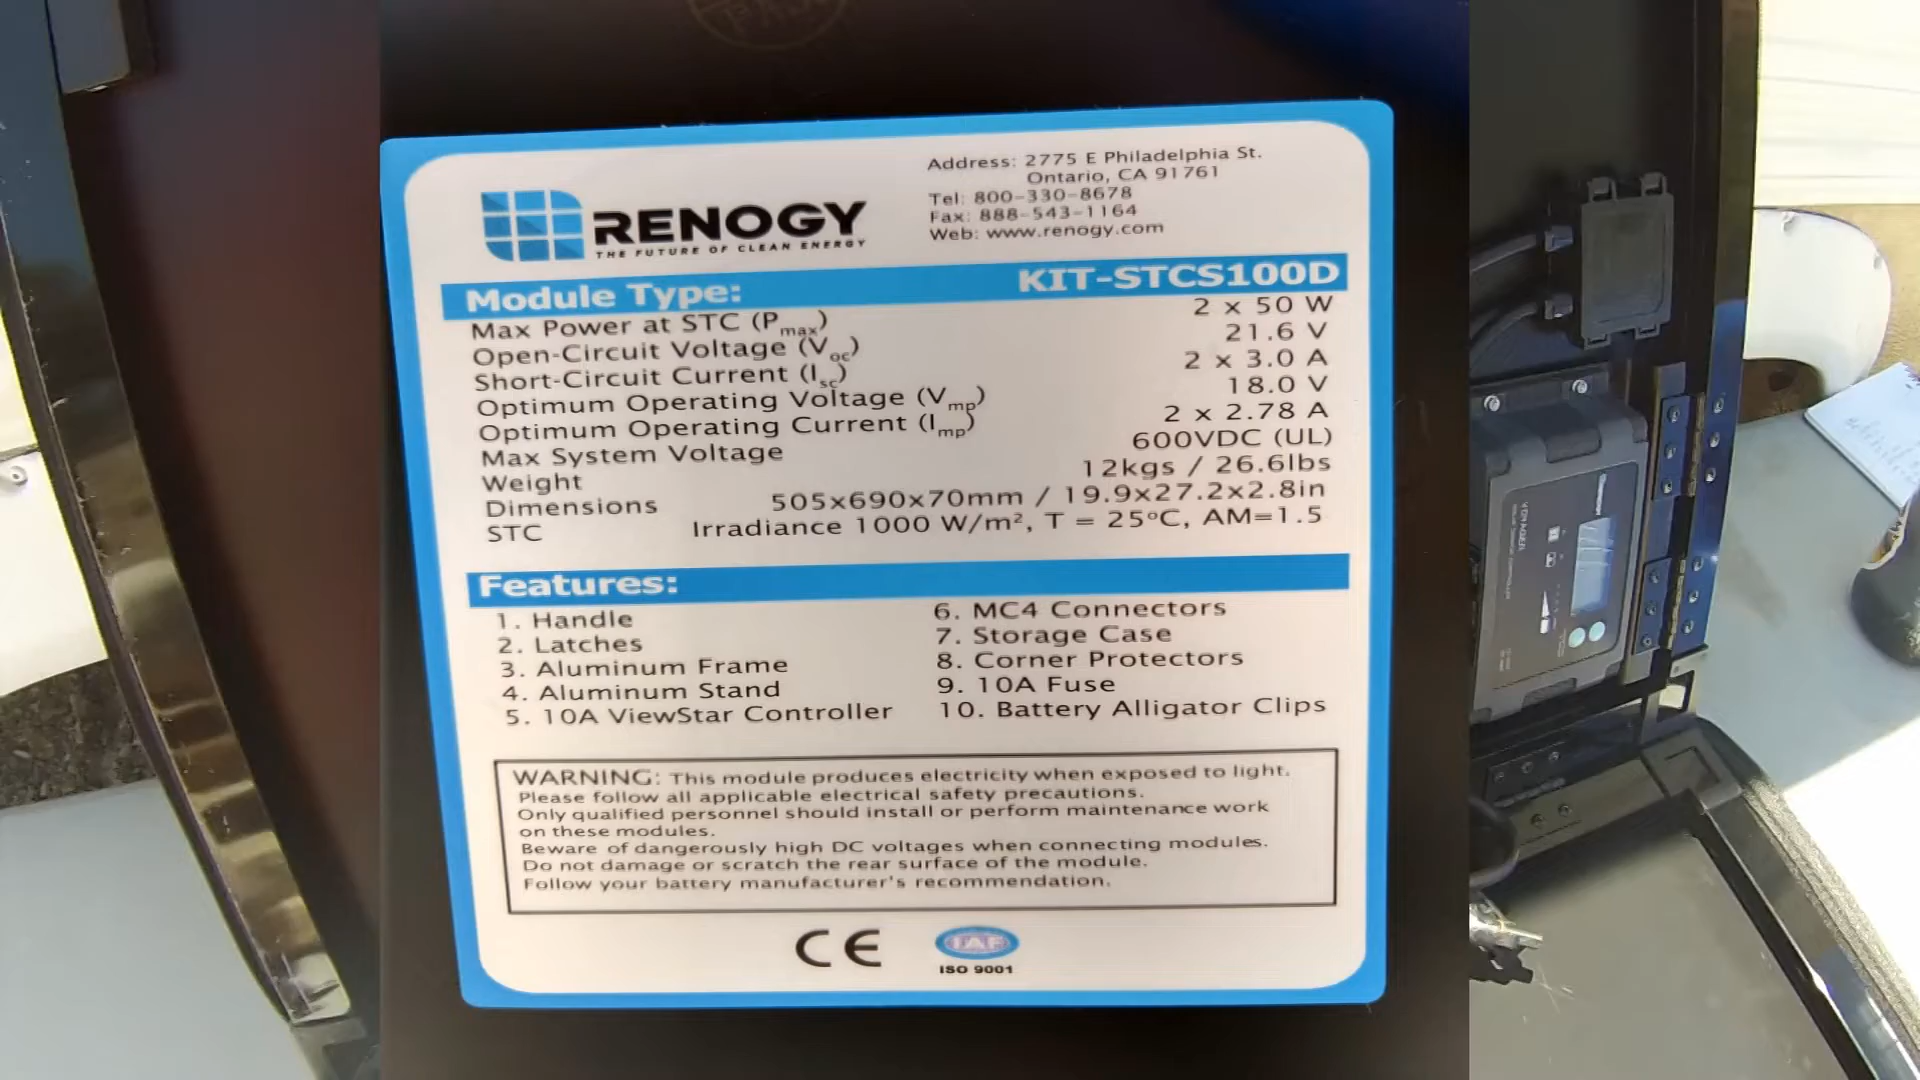 RENOGY
THE FUTURE OF CLEAN ENERGY
Address: 2775 E Philadelphia St.
Ontario, CA 91761
Tel: 800-330-8678
Fax: 888-543-1164
Web: www.renogy.com
Module Type: KIT-STCS100D
Max Power at STC (Pmax) 2 x 50 W
Open-Circuit Voltage (Voc) 21.6 V
Short-Circuit Current (Isc) 2 x 3.0 A
Optimum Operating Voltage (Vmp) 18.0 V
Optimum Operating Current (Imp) 2 x 2.78 A
Max System Voltage 600VDC (UL)
Weight 12kgs / 26.6lbs
Dimensions 505x690x70mm / 19.9x27.2x2.8in
STC Irradiance 1000 W/m², T = 25°C, AM=1.5
Features:
1. Handle
2. Latches
3. Aluminum Frame
4. Aluminum Stand
5. 10A ViewStar Controller
6. MC4 Connectors
7. Storage Case
8. Corner Protectors
9. 10A Fuse
10. Battery Alligator Clips
WARNING: This module produces electricity when exposed to light.
Please follow all applicable electrical safety precautions.
Only qualified personnel should install or perform maintenance work
on these modules.
Beware of dangerously high DC voltages when connecting modules.
Do not damage or scratch the rear surface of the module.
Follow your battery manufacturer's recommendation.
CE
IAF
ISO 9001
VOYAGER